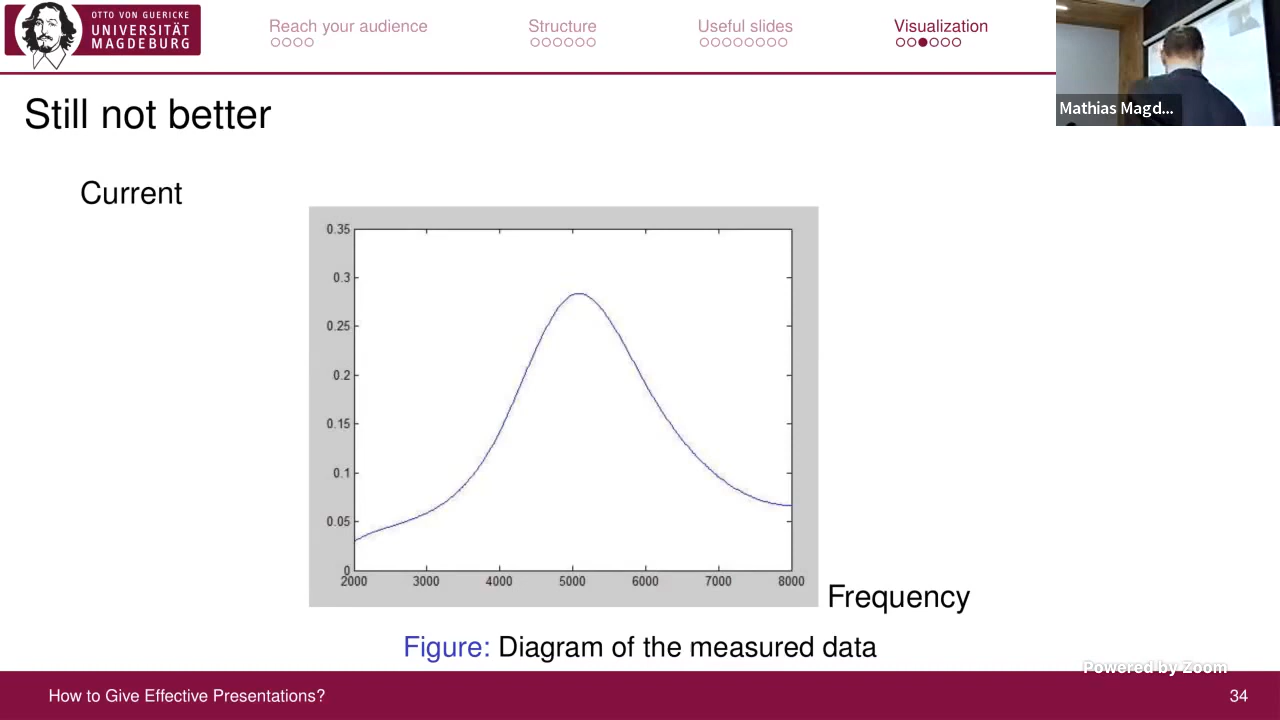 OTTO VON GUERICKE
UNIVERSITÄT
MAGDEBURG
Reach your audience
Structure
Useful slides
Visualization
Mathias Magd...
Still not better
Current
0.35
0.3
0.25
0.2
0.15
0.1
0.05
0
2000 3000 4000 5000 6000 7000 8000
Frequency
Figure: Diagram of the measured data
Powered by Zoom
How to Give Effective Presentations?
34